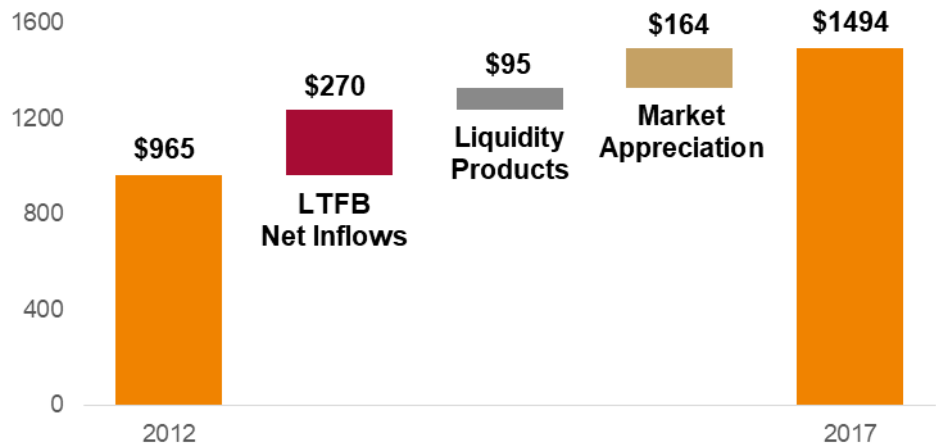 1600
1200
800
400
0
$965
$270
LTFB
Net Inflows
$95
Liquidity
Products
$164
Market
Appreciation
$1494
2012
2017